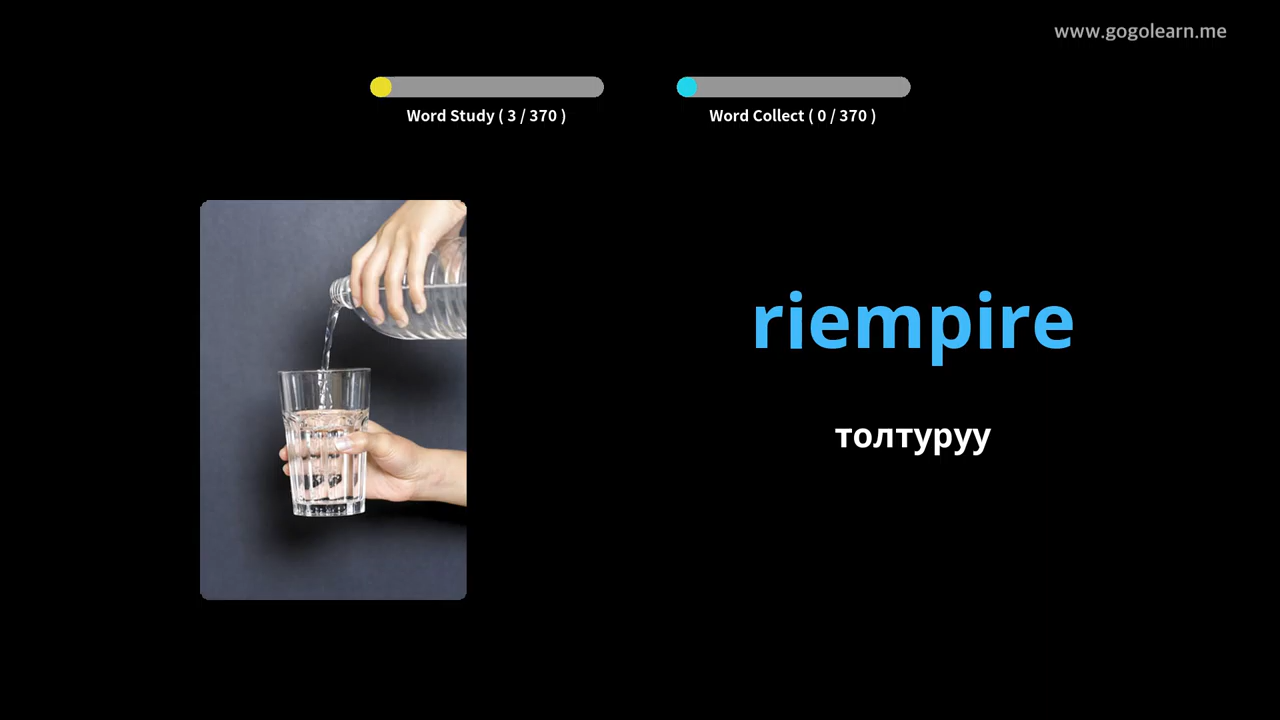 www.gogolearn.me
Word Study ( 3 / 370 )
Word Collect ( 0 / 370 )
riempire
толтуруу